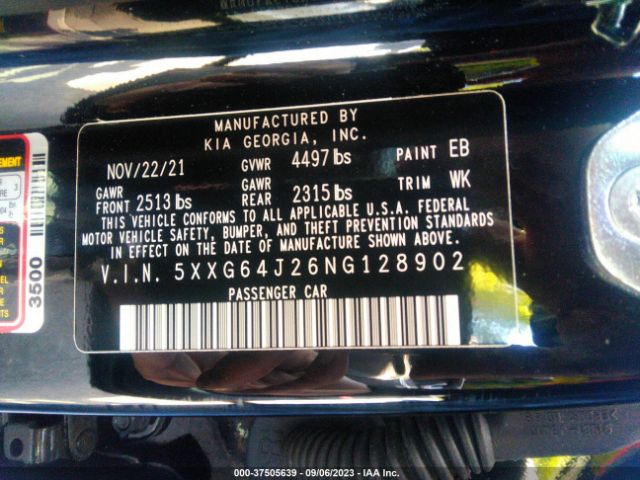 MANUFACTURED BY
KIA GEORGIA, INC.
NOV/22/21 GVWR 4497 lbs PAINT EB
GAWR FRONT 2513 lbs GAWR REAR 2315 lbs TRIM WK
THIS VEHICLE CONFORMS TO ALL APPLICABLE U.S.A. FEDERAL
MOTOR VEHICLE SAFETY, BUMPER, AND THEFT PREVENTION STANDARDS
IN EFFECT ON THE DATE OF MANUFACTURE SHOWN ABOVE.
V.I.N. 5XXG64J26NG128902
PASSENGER CAR
3500
000-37505639 - 09/06/2023 - IAA Inc.